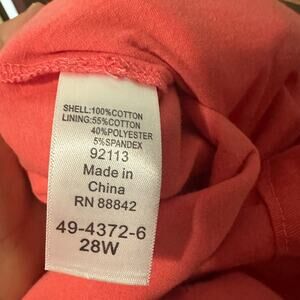 SHELL:100%COTTON
LINING:55%COTTON
40%POLYESTER
5%SPANDEX
92113
Made in
China
RN 88842
49-4372-6
28W